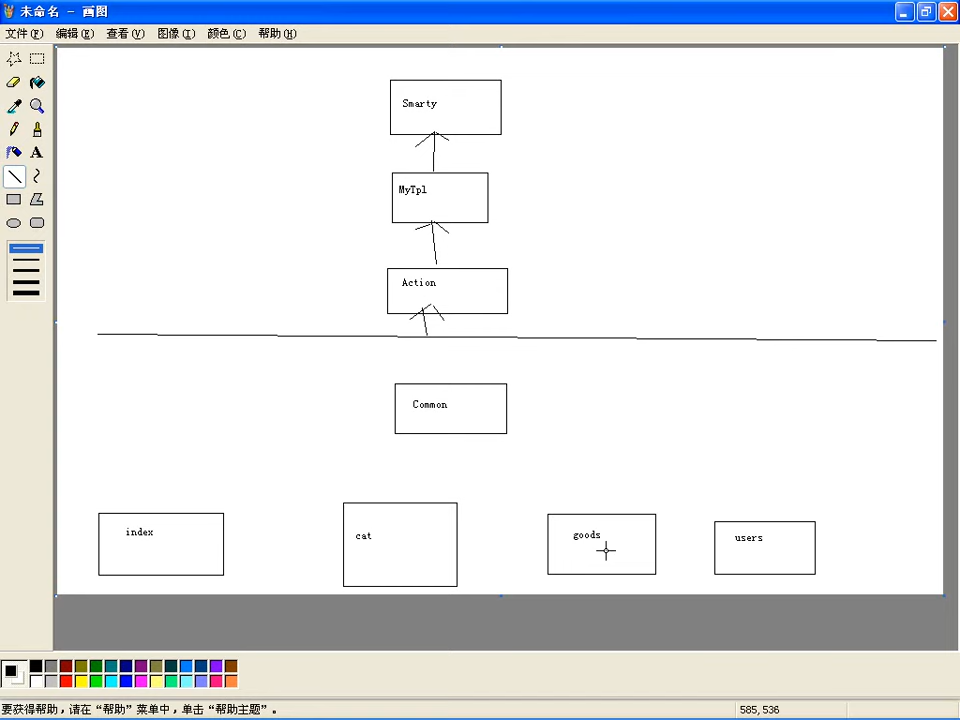 未命名 - 画图
文件(F) 编辑(E) 查看(V) 图像(I) 颜色(C) 帮助(H)
A
Smarty
MyTpl
Action
Common
index
cat
goods
users
要获得帮助，请在“帮助”菜单中，单击“帮助主题”。
585,536